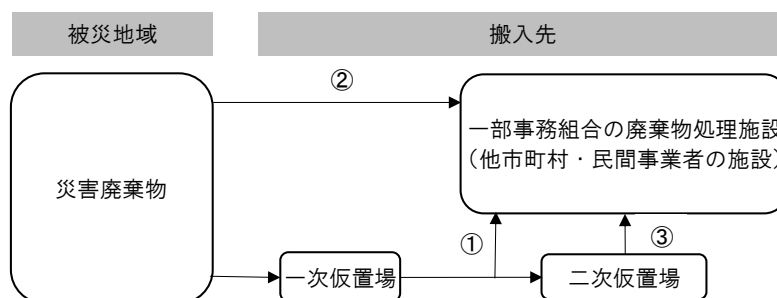 被災地域
搬入先
②
一部事務組合の廃棄物処理施設
（他市町村・民間事業者の施設）
災害廃棄物
①
③
一次仮置場
二次仮置場